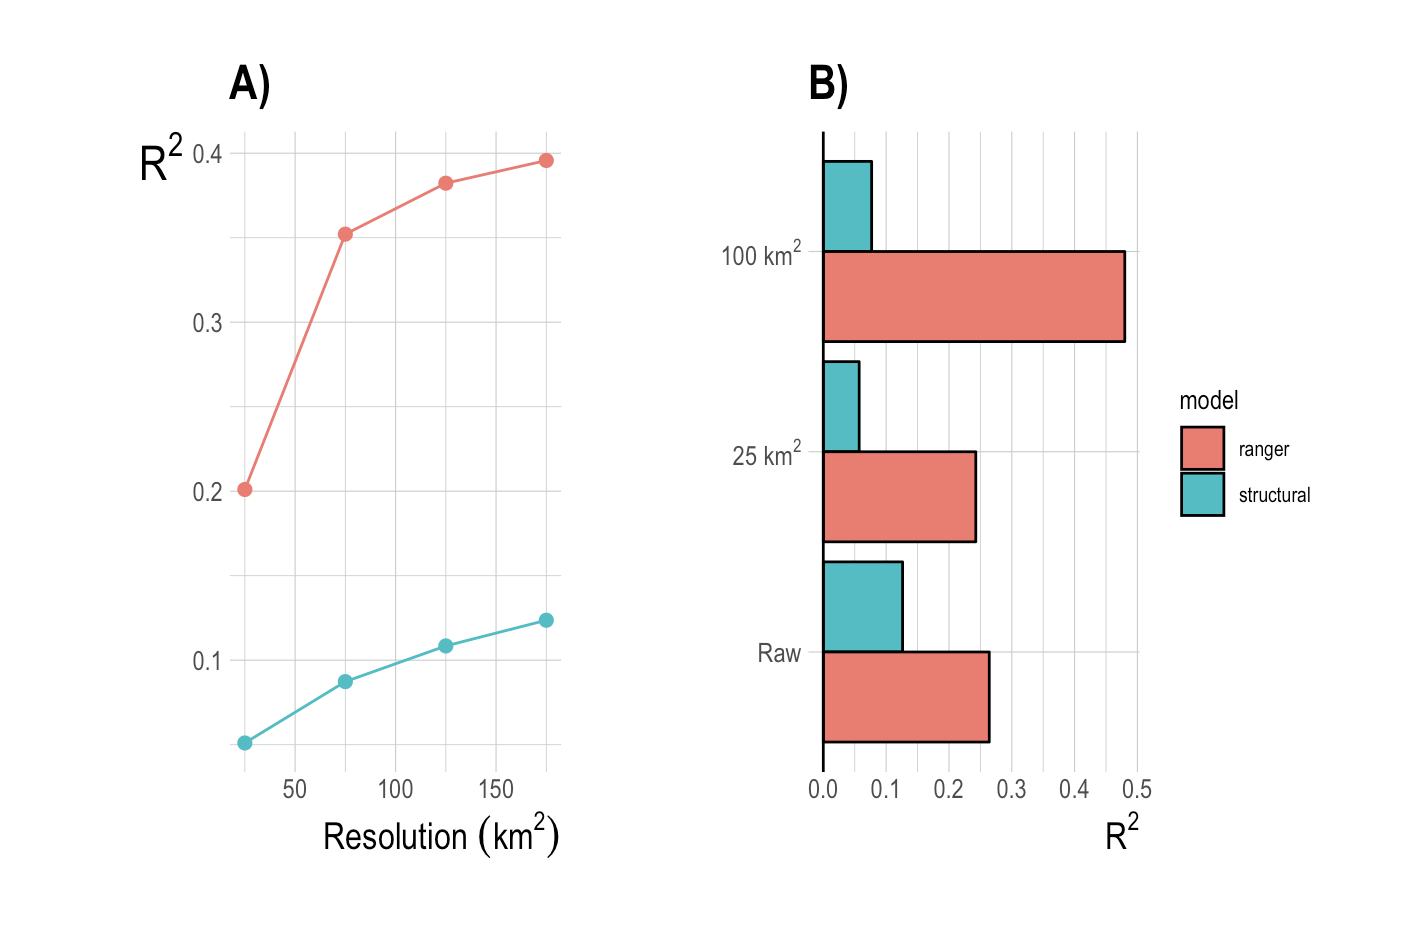 A)
R²
0.4
0.3
0.2
0.1
50 100 150
Resolution (km²)
B)
100 km²
25 km²
Raw
0.0 0.1 0.2 0.3 0.4 0.5
R²
model
ranger
structural